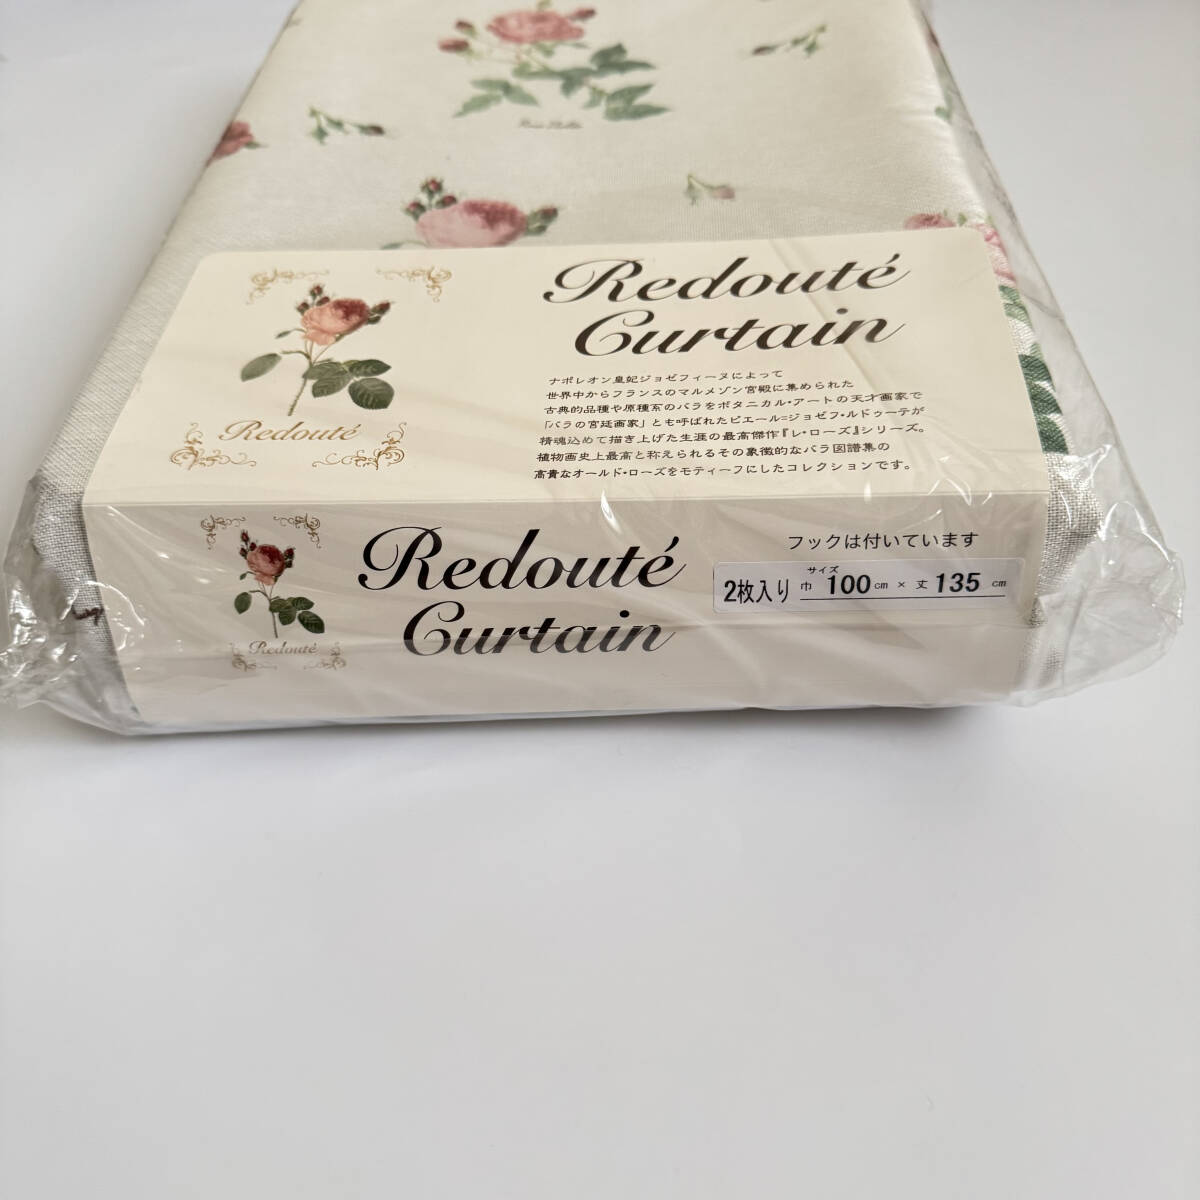 Redouté
Redouté
Curtain
ナポレオン皇妃ジョゼフィーヌによって
世界中からフランスのマルメゾン宮殿に集められた
古典的品種や原種系のバラをボタニカル・アートの天才画家で
「バラの宮廷画家」とも呼ばれたピエール=ジョゼフ・ルドゥーテが
精魂込めて描き上げた生涯の最高傑作『レ・ローズ』シリーズ。
植物画史上最高と称えられるその象徴的なバラ図譜集の
高貴なオールド・ローズをモティーフにしたコレクションです。
Redouté
Redouté
Curtain
フックは付いています
サイズ
2枚入り 巾 100cm × 丈 135 cm